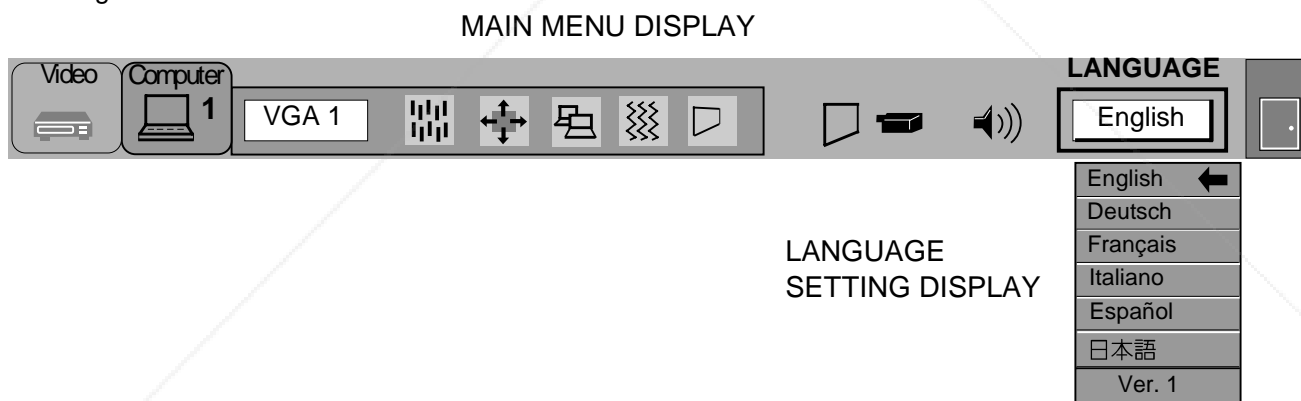 MAIN MENU DISPLAY
LANGUAGE
Video
Computer
1
VGA 1
English
English
Deutsch
Français
LANGUAGE
SETTING DISPLAY
Italiano
Español
日本語
Ver. 1